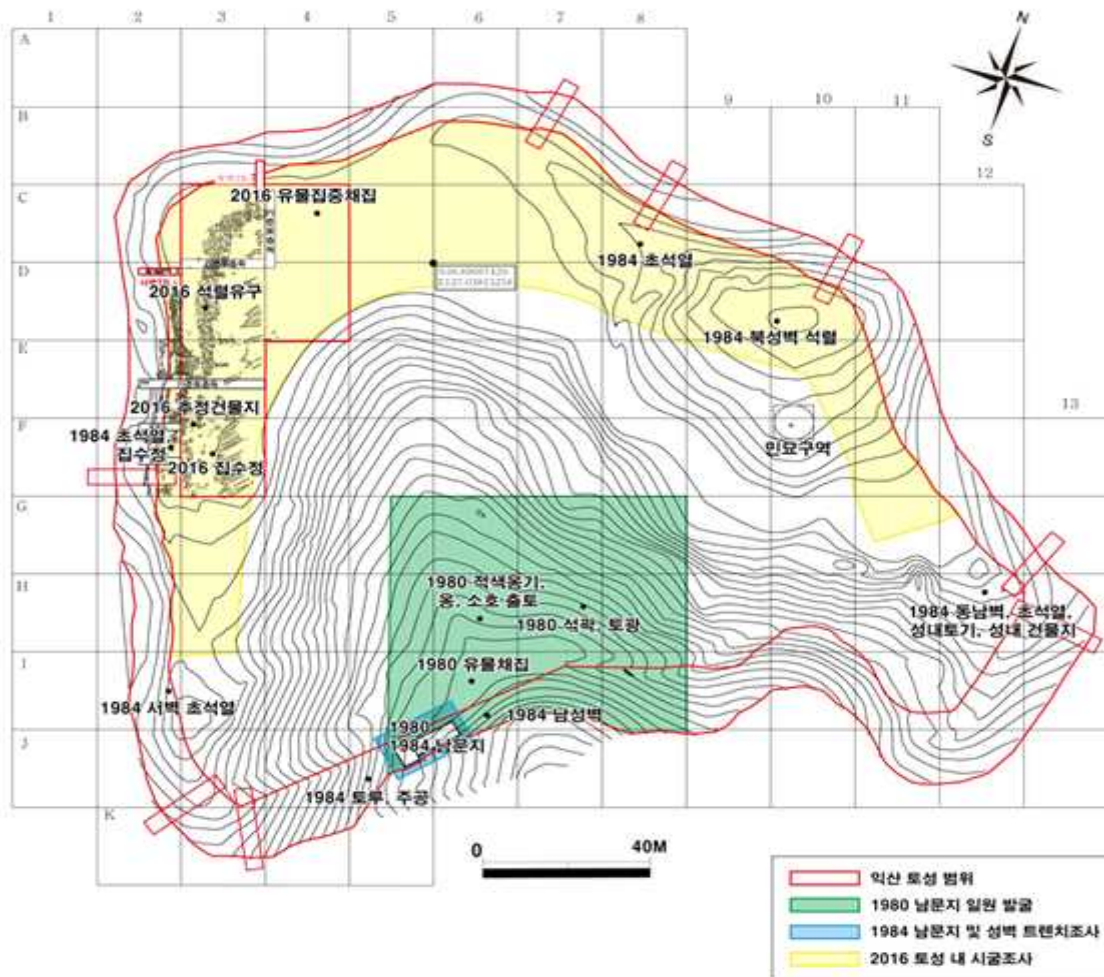 1 2 3 4 5 6 7 8
N
S
A
B
9 10 11
C
12
2016 유물집중채집
1984 초석열
D
2016 석렬유구
1984 북성벽 석렬
E
2016 추정건물지
13
F
1984 초석열,
집수정
2016 집수정
민묘구역
G
H
1980 적색옹기,
옹, 소호 출토
1980 석곽, 토광
1984 동남벽, 초석열,
성내토기, 성내 건물지
I
1980 유물채집
1984 서벽 초석열
1984 남성벽
J
1980
1984 남문지
1984 토루, 주공
K
0 40M
익산 토성 범위
1980 남문지 일원 발굴
1984 남문지 및 성벽 트렌치조사
2016 토성 내 시굴조사